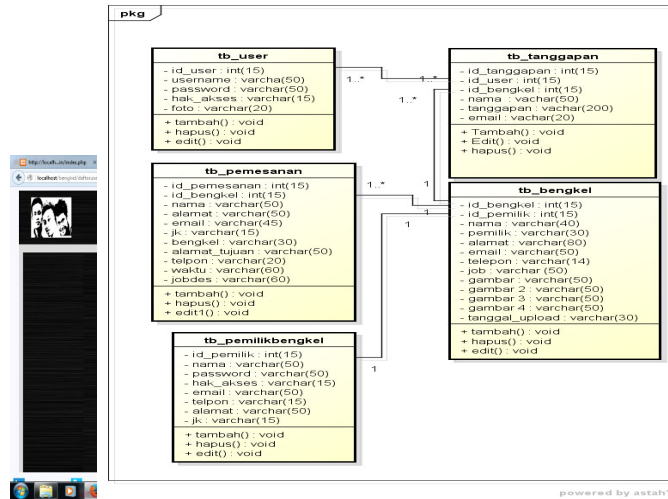 pkg
tb_user
- id_user : int(15)
- username : varcha(50)
- password : varchar(50)
- hak_akses : varchar(15)
- foto : varchar(20)
+ tambah() : void
+ hapus() : void
+ edit() : void
1..*
1..*
tb_tanggapan
- id_tanggapan : int(15)
- id_user : int(15)
- id_bengkel : int(15)
- nama : vachar(50)
- tanggapan : vachar(200)
- email : vachar(20)
+ Tambah() : void
+ Edit() : void
+ hapus() : void
1..*
1
tb_pemesanan
- id_pemesanan : int(15)
- id_bengkel : int(15)
- nama : varchar(50)
- alamat : varchar(50)
- email : varchar(45)
- jk : varchar(15)
- bengkel : varchar(30)
- alamat_tujuan : varchar(50)
- telpon : varchar(20)
- waktu : varchar(60)
- jobdes : varchar(60)
+ tambah() : void
+ hapus() : void
+ edit1() : void
1..*
1
1
tb_bengkel
- id_bengkel : int(15)
- id_pemilik : int(15)
- nama : varchar(40)
- pemilik : varchar(30)
- alamat : varchar(80)
- email : varchar(50)
- telepon : varchar(14)
- job : varchar (50)
- gambar : varchar(50)
- gambar 2 : varchar(50)
- gambar 3 : varchar(50)
- gambar 4 : varchar(50)
- tanggal_upload : varchar(30)
+ tambah() : void
+ hapus() : void
+ edit() : void
tb_pemilikbengkel
- id_pemilik : int(15)
- nama : varchar(50)
- password : varchar(50)
- hak_akses : varchar(15)
- email : varchar(50)
- telpon : varchar(15)
- alamat : varchar(50)
- jk : varchar(15)
+ tambah() : void
+ hapus() : void
+ edit() : void
1
powered by astah